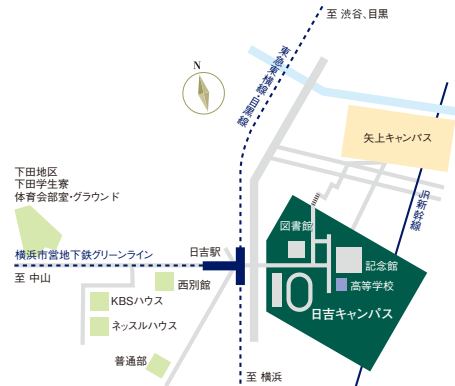 至 渋谷、目黒
N
東急東横線・目黒線
矢上キャンパス
下田地区
下田学生寮
体育会部室・グラウンド
JR新幹線
図書館
日吉駅
横浜市営地下鉄グリーンライン
記念館
至 中山
西別館
高等学校
KBSハウス
日吉キャンパス
ネッスルハウス
普通部
至 横浜